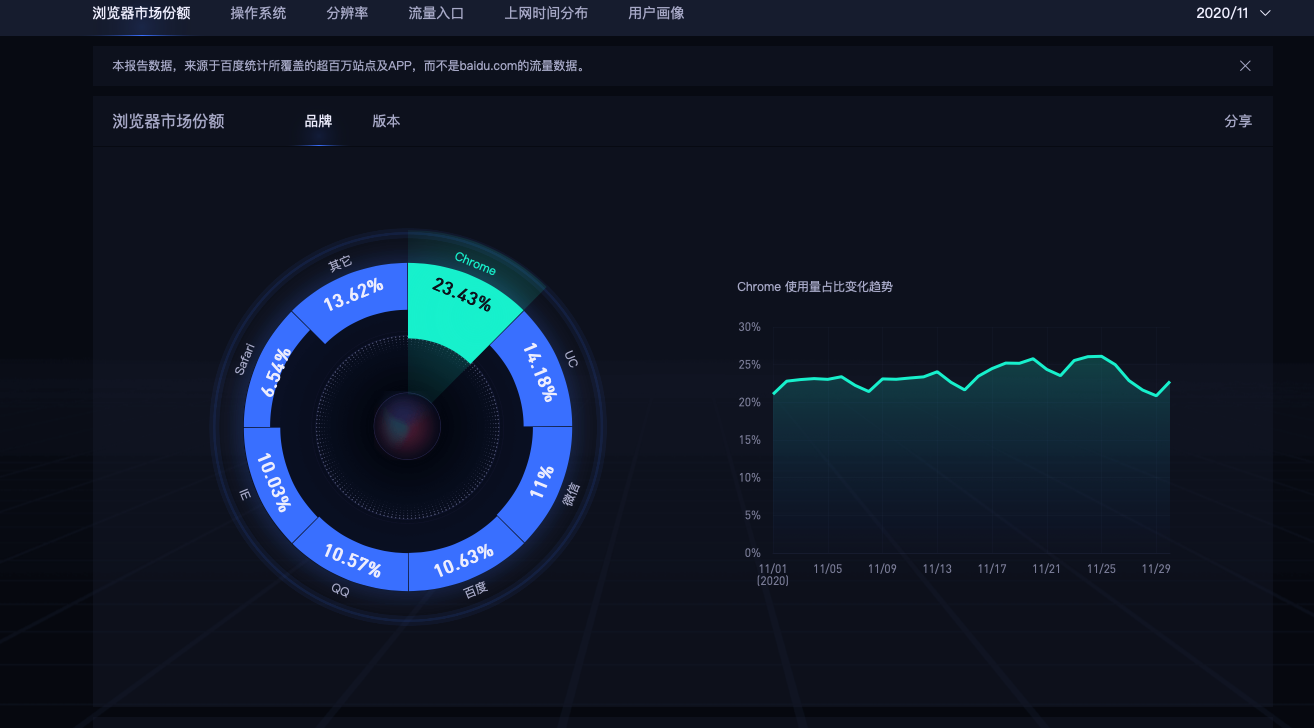 浏览器市场份额 操作系统 分辨率 流量入口 上网时间分布 用户画像 2020/11
本报告数据，来源于百度统计所覆盖的超百万站点及APP，而不是baidu.com的流量数据。
浏览器市场份额 品牌 版本 分享
Chrome
23.43%
UC
14.18%
微信
11%
百度
10.63%
QQ
10.57%
IE
10.03%
Safari
6.54%
其它
13.62%
Chrome 使用量占比变化趋势
30%
25%
20%
15%
10%
5%
0%
11/01 11/05 11/09 11/13 11/17 11/21 11/25 11/29
(2020)